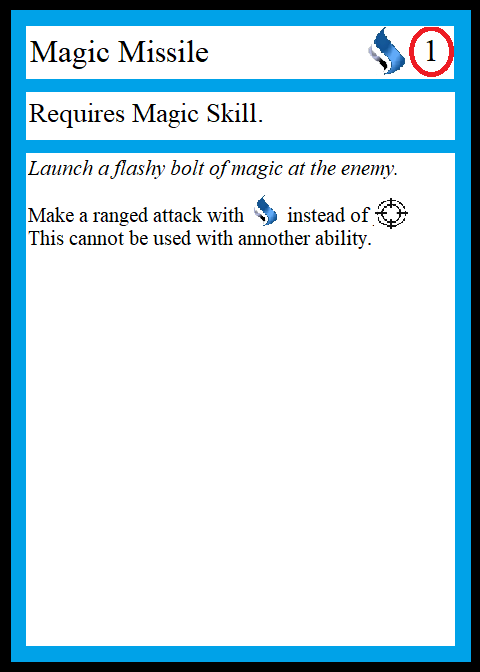 Magic Missile 1
Requires Magic Skill.
Launch a flashy bolt of magic at the enemy.
Make a ranged attack with instead of
This cannot be used with annother ability.